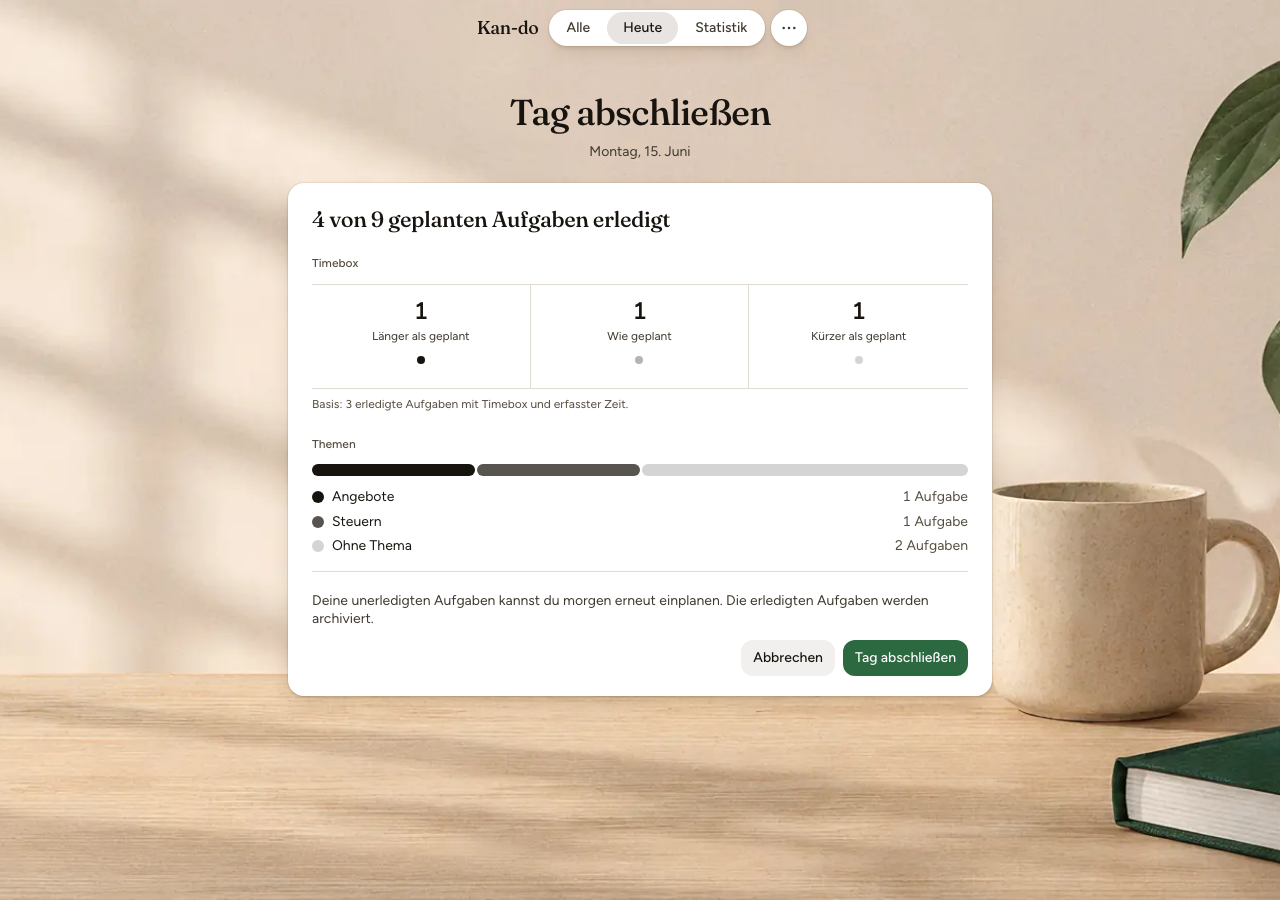 Kan-do
Alle
Heute
Statistik
Tag abschließen
Montag, 15. Juni
4 von 9 geplanten Aufgaben erledigt
Timebox
1
Länger als geplant
1
Wie geplant
1
Kürzer als geplant
Basis: 3 erledigte Aufgaben mit Timebox und erfasster Zeit.
Themen
Angebote 1 Aufgabe
Steuern 1 Aufgabe
Ohne Thema 2 Aufgaben
Deine unerledigten Aufgaben kannst du morgen erneut einplanen. Die erledigten Aufgaben werden
archiviert.
Abbrechen
Tag abschließen